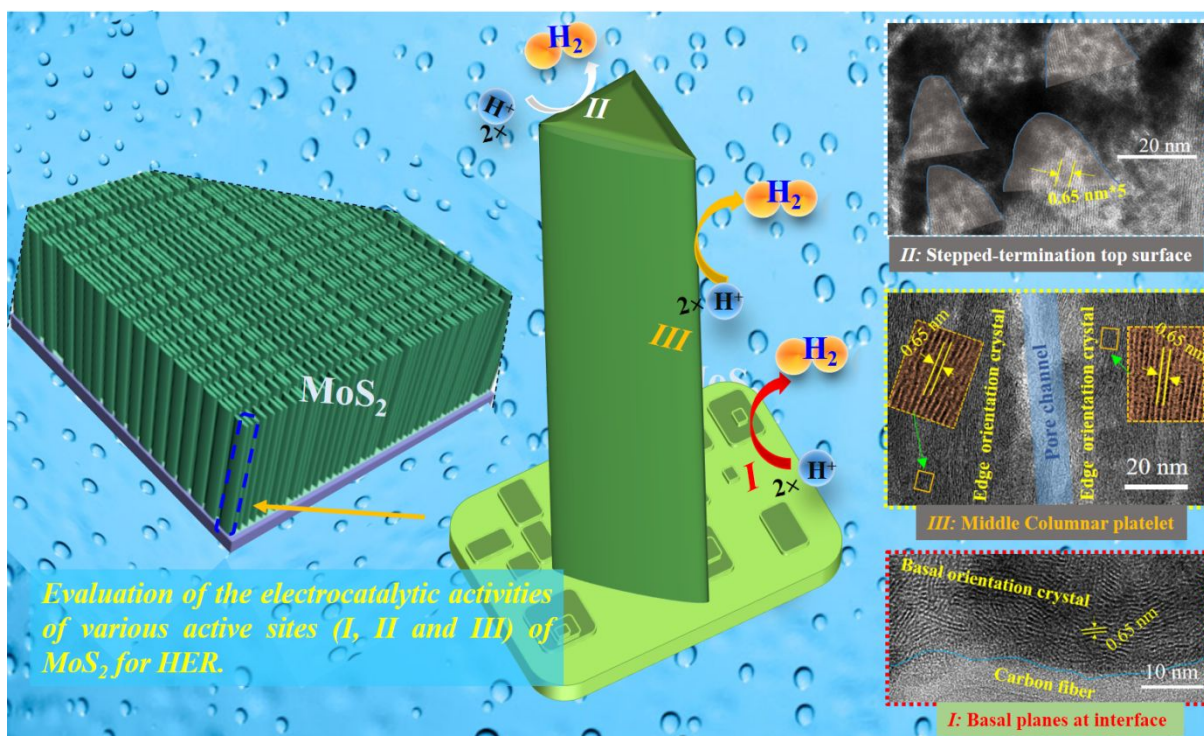 H₂
H⁺
2×
II
H₂
2× H⁺
III
H₂
I
2× H⁺
MoS₂
Evaluation of the electrocatalytic activities
of various active sites (I, II and III) of
MoS₂ for HER.
20 nm
0.65 nm*5
II: Stepped-termination top surface
0.65 nm
Edge orientation crystal
Pore channel
Edge orientation crystal
0.65 nm
20 nm
III: Middle Columnar platelet
Basal orientation crystal
0.65 nm
Carbon fiber
10 nm
I: Basal planes at interface